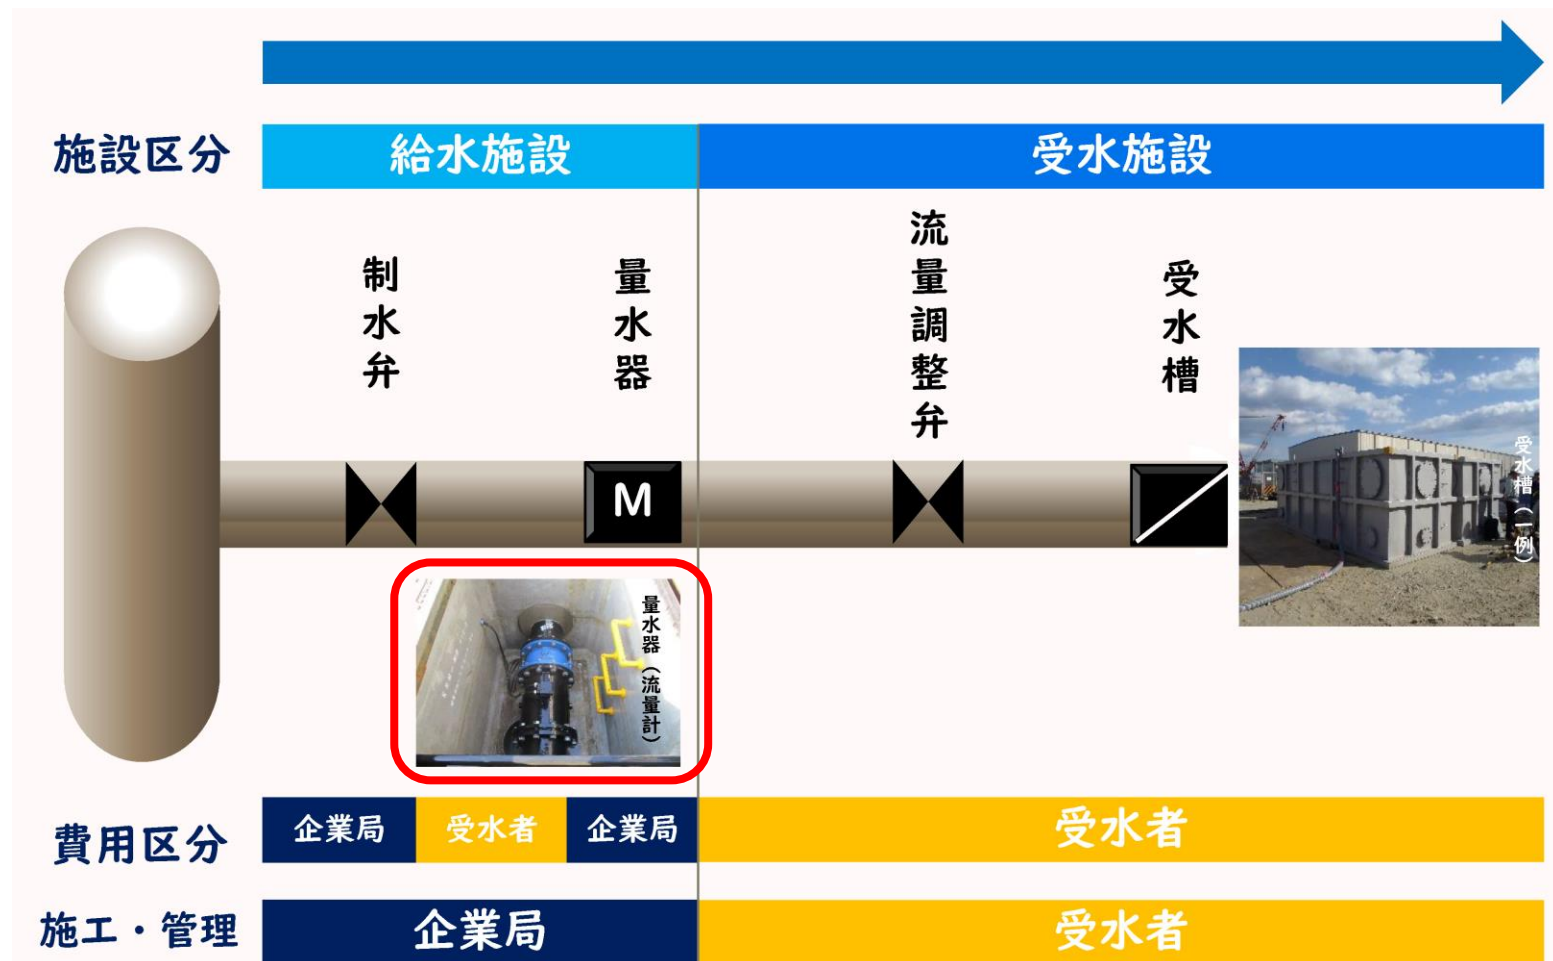 施設区分
給水施設
受水施設
制水弁
量水器
流量調整弁
受水槽
M
量水器(流量計)
受水槽(一例)
費用区分
企業局
受水者
企業局
受水者
施工・管理
企業局
受水者